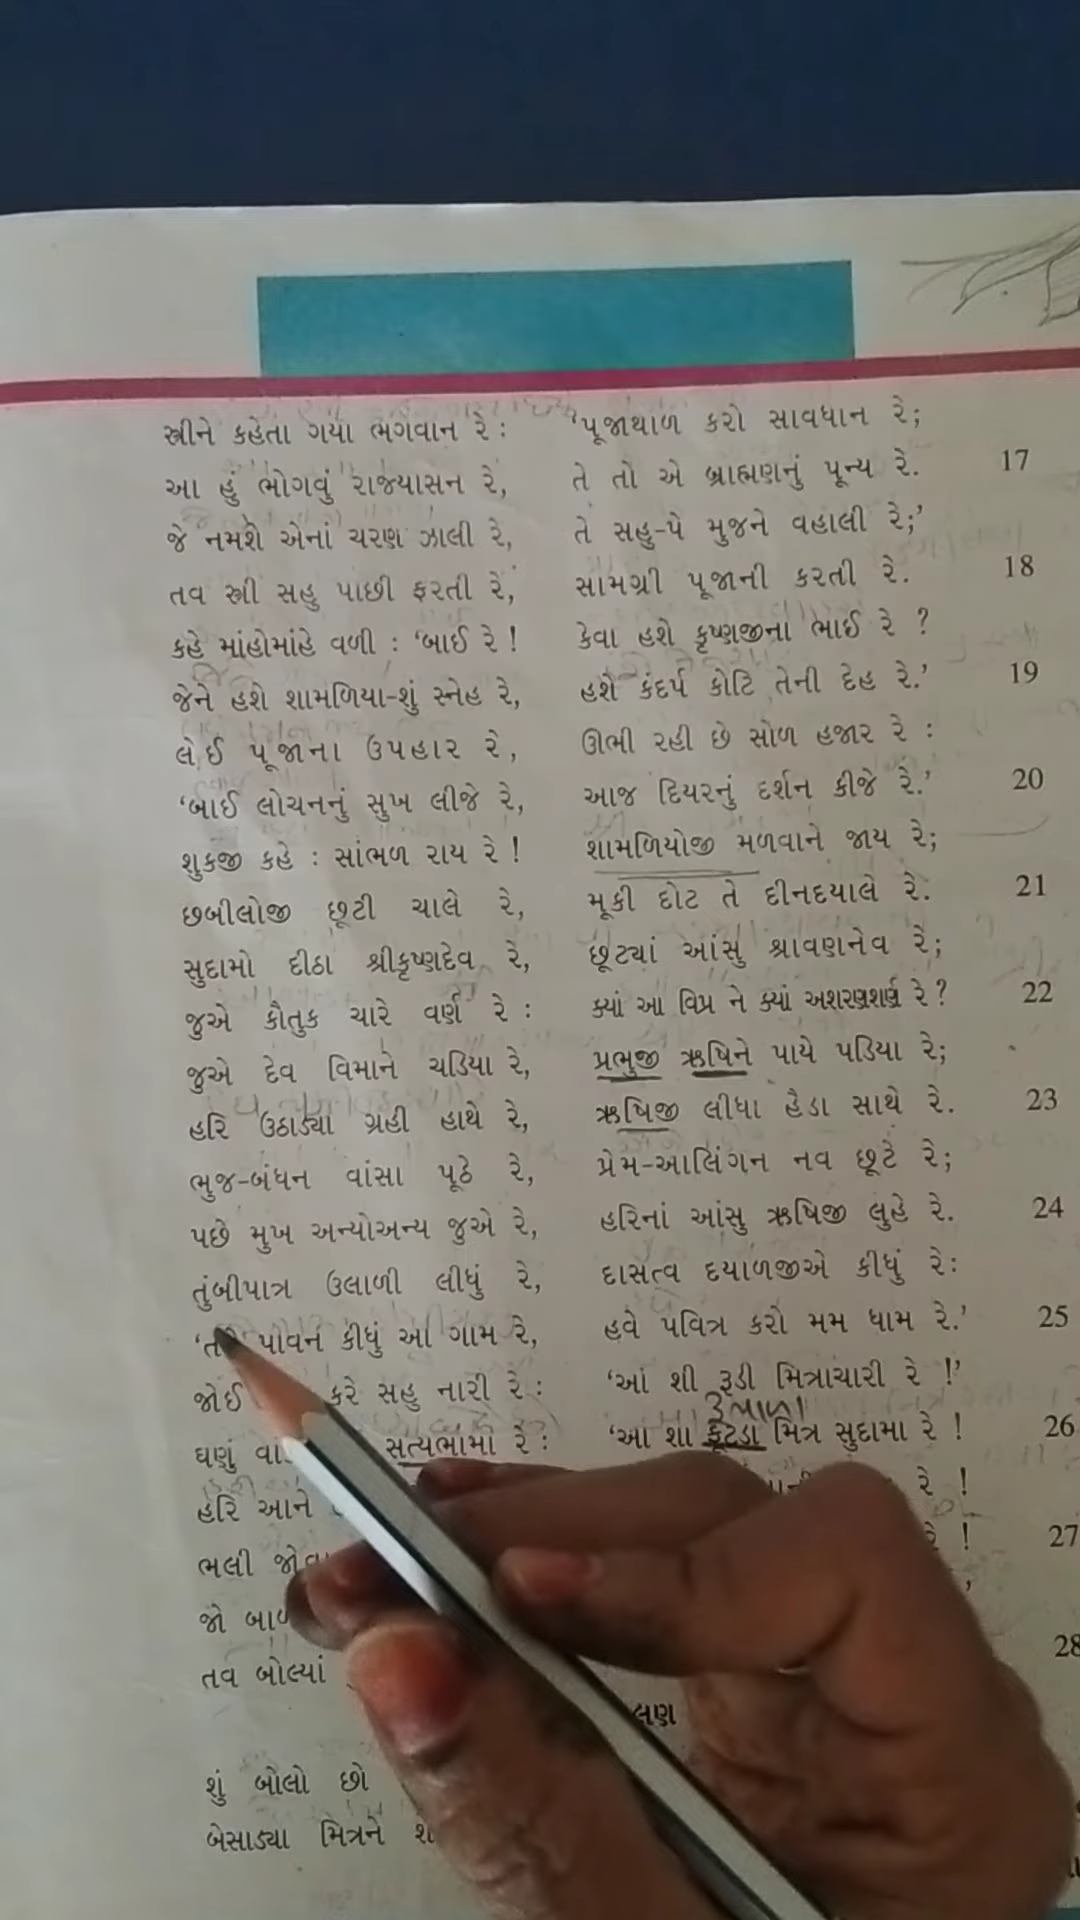 સ્ત્રીને કહેતા ગયા ભગવાન રે : 'પૂજાથાળ કરો સાવધાન રે;
આ હું ભોગવું રાજ્યાસન રે, તે તો એ બ્રાહ્મણનું પૂન્ય રે. 17
જે નમશે એનાં ચરણ ઝાલી રે, તે સહુ-પે મુજને વહાલી રે;'
તવ સ્ત્રી સહુ પાછી ફરતી રે, સામગ્રી પૂજાની કરતી રે. 18
કહે માંહોમાંહે વળી : 'બાઈ રે ! કેવા હશે કૃષ્ણજીના ભાઈ રે ?
જેને હશે શામળિયા-શું સ્નેહ રે, હશે કંદર્પ કોટિ તેની દેહ રે.' 19
લેઈ પૂજાના ઉપહાર રે, ઊભી રહી છે સોળ હજાર રે :
'બાઈ લોચનનું સુખ લીજે રે, આજ દિયરનું દર્શન કીજે રે.' 20
શુકજી કહે : સાંભળ રાય રે ! શામળિયોજી મળવાને જાય રે;
છબીલોજી છૂટી ચાલે રે, મૂકી દોટ તે દીનદયાલે રે. 21
સુદામો દીઠા શ્રીકૃષ્ણદેવ રે, છૂટ્યાં આંસુ શ્રાવણનેવ રે;
જુએ કૌતુક ચારે વર્ણ રે : ક્યાં આ વિપ્ર ને ક્યાં અશરણશર્ણ રે ? 22
જુએ દેવ વિમાને ચડિયા રે, પ્રભુજી ઋષિને પાયે પડિયા રે;
હરિ ઉઠાડ્યા ગ્રહી હાથે રે, ઋષિજી લીધા હૈડા સાથે રે. 23
ભુજ-બંધન વાંસા પૂઠે રે, પ્રેમ-આલિંગન નવ છૂટે રે;
પછે મુખ અન્યોઅન્ય જુએ રે, હરિનાં આંસુ ઋષિજી લુહે રે. 24
તુંબીપાત્ર ઉલાળી લીધું રે, દાસત્વ દયાળજીએ કીધું રે:
પાવન કીધું આ ગામ રે, હવે પવિત્ર કરો મમ ધામ રે.' 25
જોઈ કરે સહુ નારી રે : 'આ શી રૂડી મિત્રાચારી રે !'
રૂપાળા
ઘણું સત્યભામા રે : 'આ શા ફૂટડા મિત્ર સુદામા રે ! 26
હરિ આને રે !
ભલી રે ! 27
જો
તવ બોલ્યાં 28
શું બોલો છો
બેસાડ્યા મિત્રને